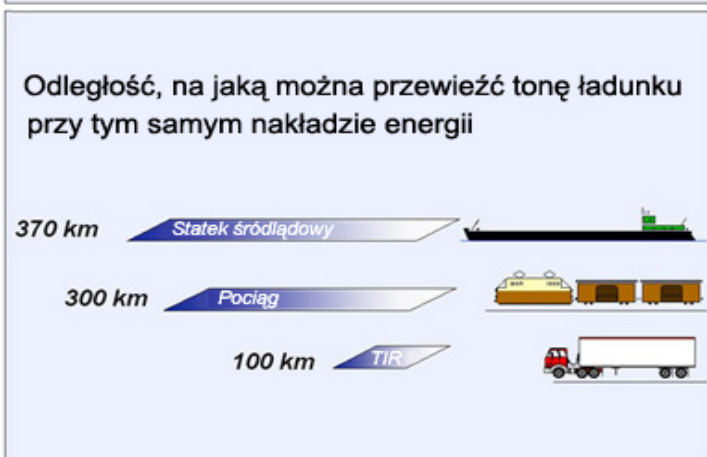 Odległość, na jaką można przewieźć tonę ładunku
przy tym samym nakładzie energii
370 km Statek śródlądowy
300 km Pociąg
100 km TIR